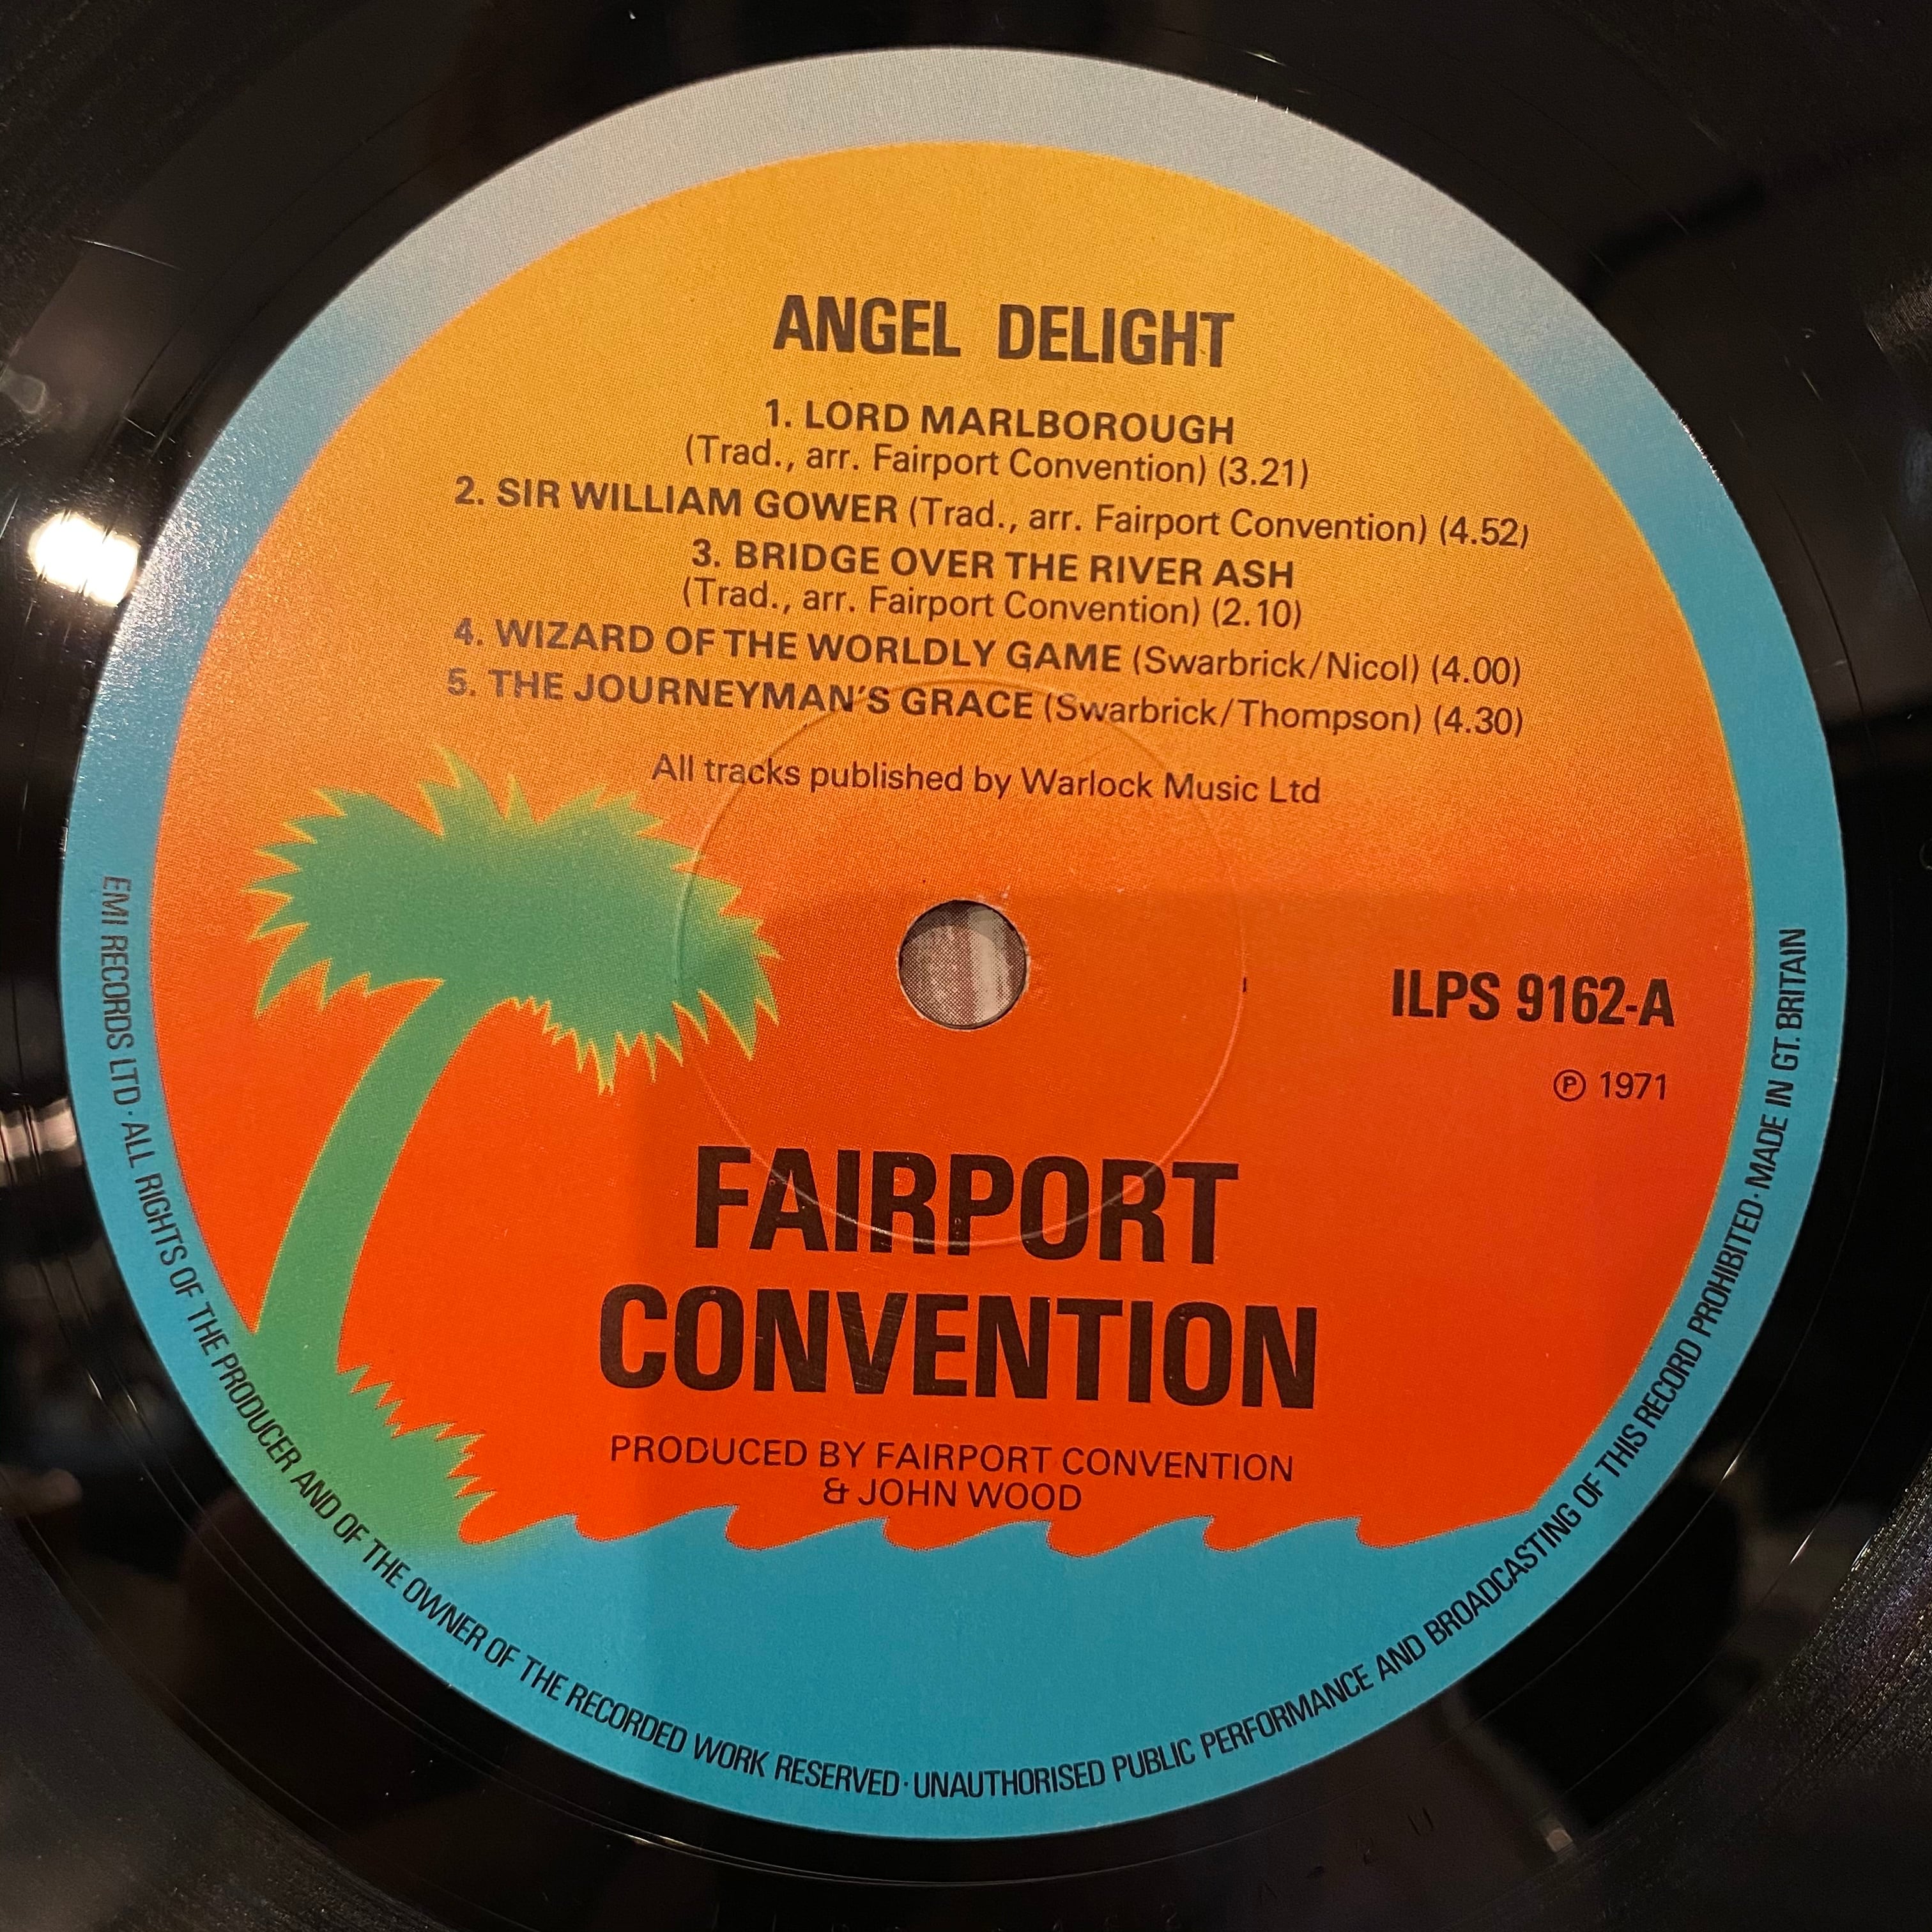 ANGEL DELIGHT
1. LORD MARLBOROUGH
(Trad., arr. Fairport Convention) (3.21)
2. SIR WILLIAM GOWER (Trad., arr. Fairport Convention) (4.52)
3. BRIDGE OVER THE RIVER ASH
(Trad., arr. Fairport Convention) (2.10)
4. WIZARD OF THE WORLDLY GAME (Swarbrick/Nicol) (4.00)
5. THE JOURNEYMAN'S GRACE (Swarbrick/Thompson) (4.30)
All tracks published by Warlock Music Ltd
ILPS 9162-A
℗ 1971
FAIRPORT
CONVENTION
PRODUCED BY FAIRPORT CONVENTION
& JOHN WOOD
EMI RECORDS LTD · ALL RIGHTS OF THE PRODUCER AND OF THE OWNER OF THE RECORDED WORK RESERVED · UNAUTHORISED PUBLIC PERFORMANCE AND BROADCASTING OF THIS RECORD PROHIBITED · MADE IN GT. BRITAIN